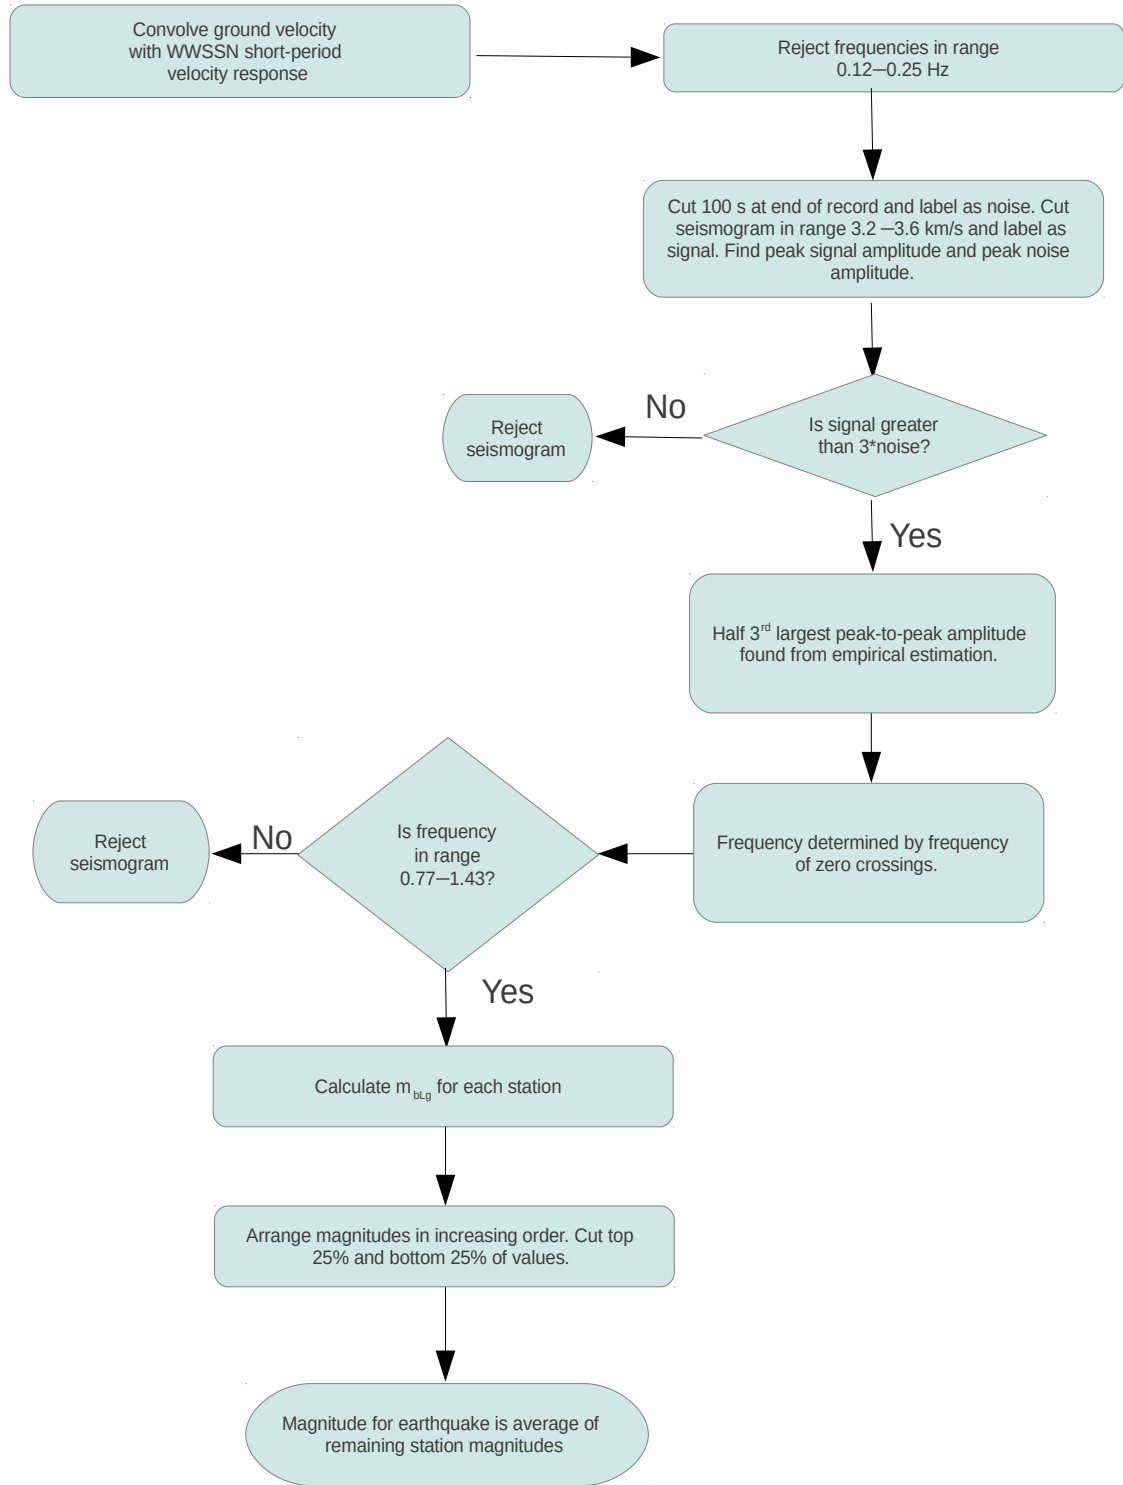 Convolve ground velocity
with WWSSN short-period
velocity response
Reject frequencies in range
0.12—0.25 Hz
Cut 100 s at end of record and label as noise. Cut
seismogram in range 3.2 —3.6 km/s and label as
signal. Find peak signal amplitude and peak noise
amplitude.
Is signal greater
than 3*noise?
No
Reject
seismogram
Yes
Half 3rd largest peak-to-peak amplitude
found from empirical estimation.
Frequency determined by frequency
of zero crossings.
Is frequency
in range
0.77—1.43?
No
Reject
seismogram
Yes
Calculate m bLg for each station
Arrange magnitudes in increasing order. Cut top
25% and bottom 25% of values.
Magnitude for earthquake is average of
remaining station magnitudes